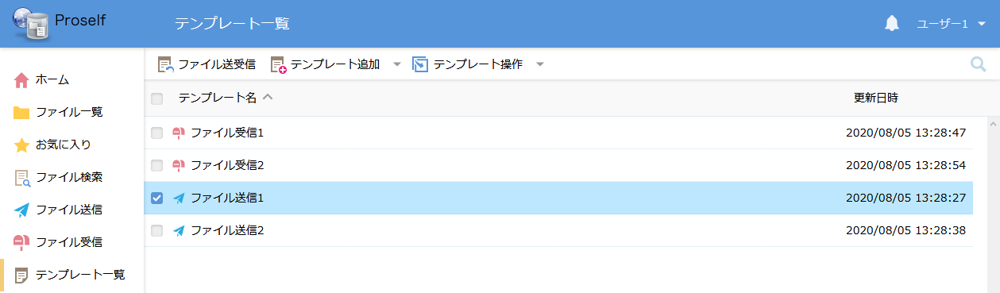 Proself
テンプレート一覧
ユーザー1
ファイル送受信
テンプレート追加
テンプレート操作
ホーム
ファイル一覧
お気に入り
ファイル検索
ファイル送信
ファイル受信
テンプレート一覧
テンプレート名
更新日時
ファイル受信1
2020/08/05 13:28:47
ファイル受信2
2020/08/05 13:28:54
ファイル送信1
2020/08/05 13:28:27
ファイル送信2
2020/08/05 13:28:38